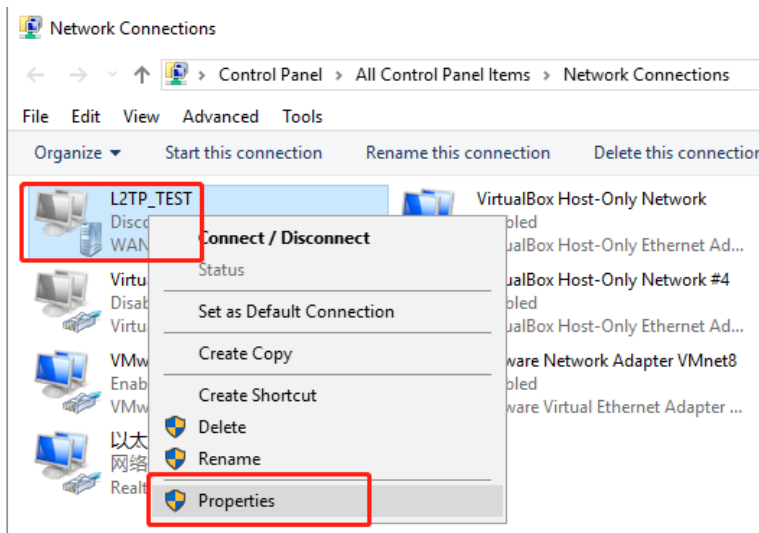 Network Connections
Control Panel > All Control Panel Items > Network Connections
File Edit View Advanced Tools
Organize Start this connection Rename this connection Delete this connection
L2TP_TEST
Disco
WAN
Connect / Disconnect
Status
Set as Default Connection
Create Copy
Create Shortcut
Delete
Rename
Properties
Virtu
Disab
Virtu
VMw
Enab
VMw
以太
网络
Realt
VirtualBox Host-Only Network
bled
ualBox Host-Only Ethernet Ad...
ualBox Host-Only Network #4
bled
ualBox Host-Only Ethernet Ad...
ware Network Adapter VMnet8
bled
ware Virtual Ethernet Adapter ...